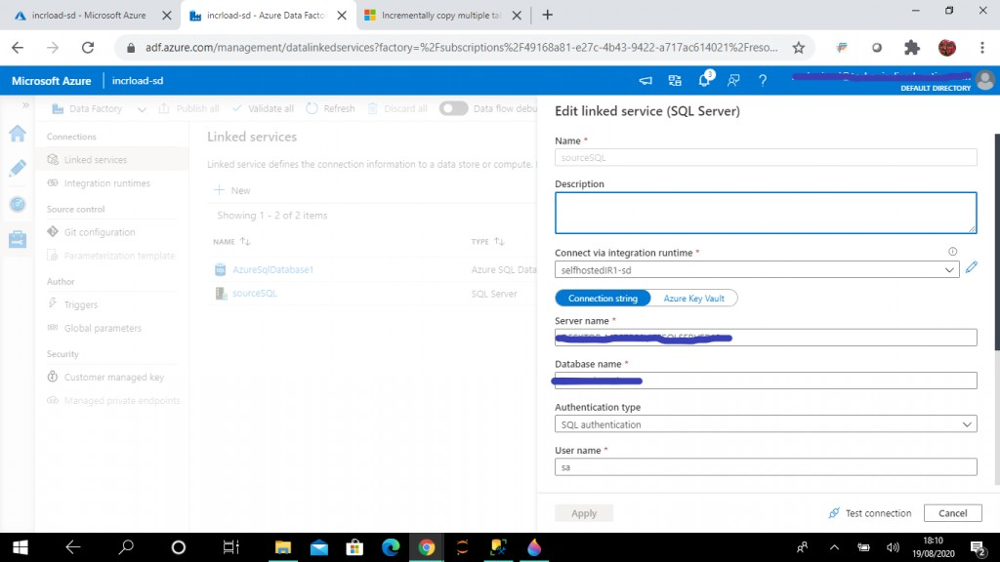 incrload-sd - Microsoft Azure
incrload-sd - Azure Data Facto
Incrementally copy multiple ta
adf.azure.com/management/datalinkedservices?factory=%2Fsubscriptions%2F49168a81-e27c-4b43-9422-a717ac614021%2Freso...
Microsoft Azure
incrload-sd
3
?
DEFAULT DIRECTORY
Data Factory
Publish all
Validate all
Refresh
Discard all
Data flow debu
Connections
Linked services
Integration runtimes
Source control
Git configuration
Parameterization template
Author
Triggers
Global parameters
Security
Customer managed key
Managed private endpoints
Linked services
Linked service defines the connection information to a data store or compute.
New
Showing 1 - 2 of 2 items
NAME
TYPE
AzureSqlDatabase1
Azure SQL Data
sourceSQL
SQL Server
Edit linked service (SQL Server)
Name *
sourceSQL
Description
Connect via integration runtime *
selfhostedIR1-sd
Connection string
Azure Key Vault
Server name *
Database name *
Authentication type
SQL authentication
User name *
sa
Apply
Test connection
Cancel
18:10
19/08/2020
2